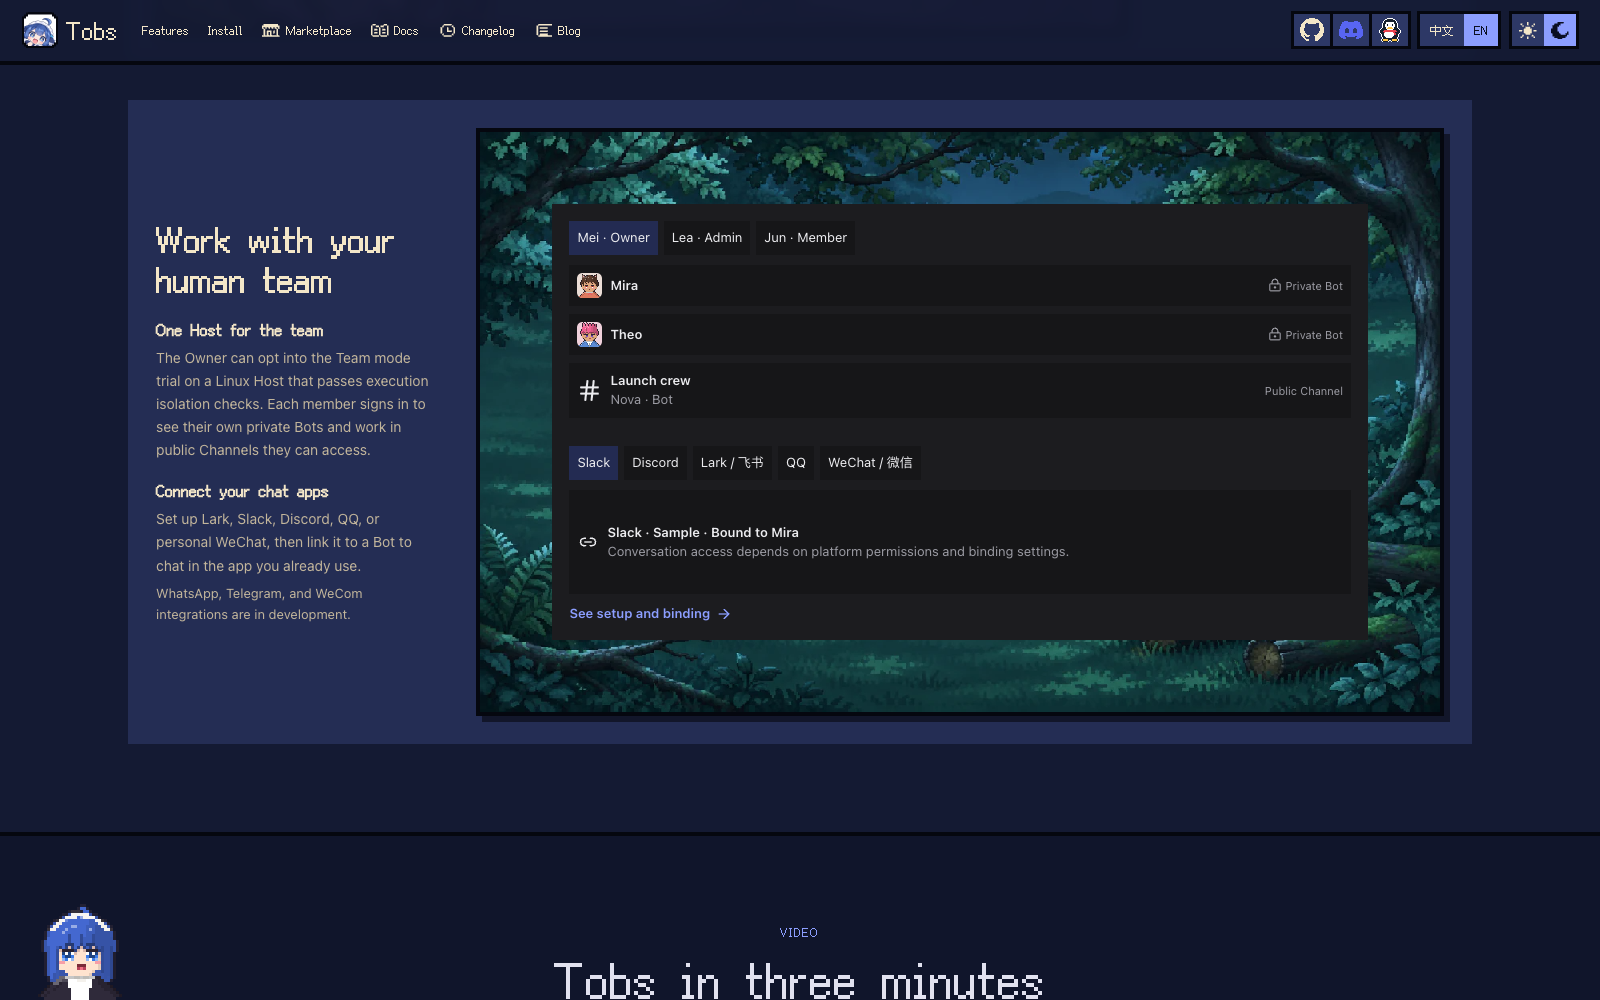 Tobs
Features
Install
Marketplace
Docs
Changelog
Blog
中文
EN
Work with your
human team
One Host for the team
The Owner can opt into the Team mode
trial on a Linux Host that passes execution
isolation checks. Each member signs in to
see their own private Bots and work in
public Channels they can access.
Connect your chat apps
Set up Lark, Slack, Discord, QQ, or
personal WeChat, then link it to a Bot to
chat in the app you already use.
WhatsApp, Telegram, and WeCom
integrations are in development.
Mei · Owner
Lea · Admin
Jun · Member
Mira
Private Bot
Theo
Private Bot
Launch crew
Nova · Bot
Public Channel
Slack
Discord
Lark / 飞书
QQ
WeChat / 微信
Slack · Sample · Bound to Mira
Conversation access depends on platform permissions and binding settings.
See setup and binding
VIDEO
Tobs in three minutes